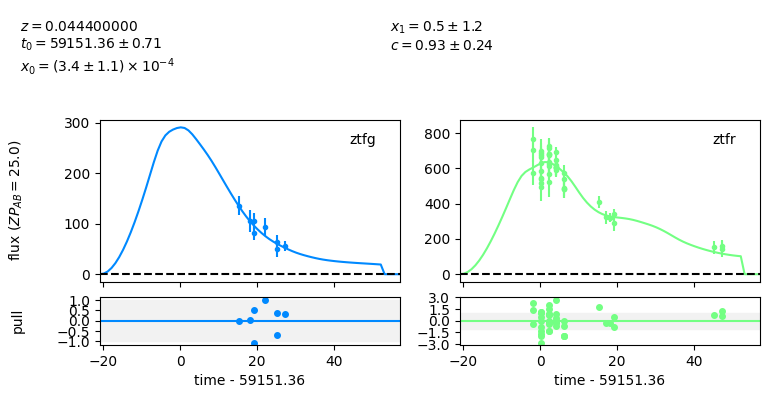 z = 0.044400000
t₀ = 59151.36 ± 0.71
x₀ = (3.4 ± 1.1) × 10⁻⁴
x₁ = 0.5 ± 1.2
c = 0.93 ± 0.24
flux (ZP_AB = 25.0)
300
200
100
0
ztfg
800
600
400
200
0
ztfr
pull
1.0
0.5
0.0
−0.5
−1.0
−20 0 20 40
time - 59151.36
3.0
1.5
0.0
−1.5
−3.0
−20 0 20 40
time - 59151.36